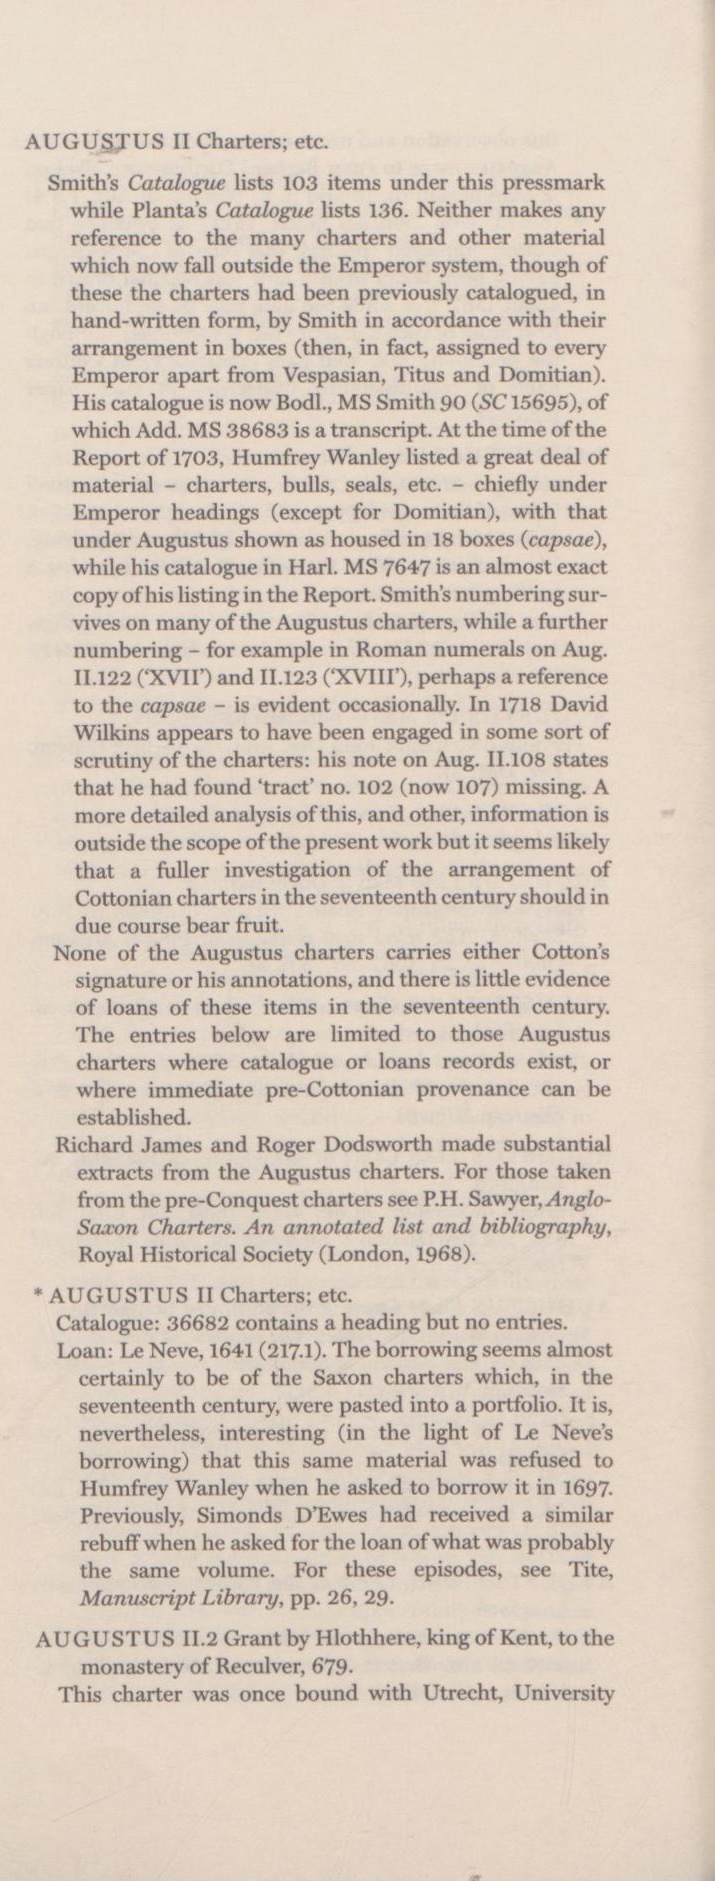 AUGUSTUS II Charters; etc.
Smith's Catalogue lists 103 items under this pressmark
while Planta's Catalogue lists 136. Neither makes any
reference to the many charters and other material
which now fall outside the Emperor system, though of
these the charters had been previously catalogued, in
hand-written form, by Smith in accordance with their
arrangement in boxes (then, in fact, assigned to every
Emperor apart from Vespasian, Titus and Domitian).
His catalogue is now Bodl., MS Smith 90 (SC 15695), of
which Add. MS 38683 is a transcript. At the time of the
Report of 1703, Humfrey Wanley listed a great deal of
material – charters, bulls, seals, etc. – chiefly under
Emperor headings (except for Domitian), with that
under Augustus shown as housed in 18 boxes (capsae),
while his catalogue in Harl. MS 7647 is an almost exact
copy of his listing in the Report. Smith's numbering sur-
vives on many of the Augustus charters, while a further
numbering – for example in Roman numerals on Aug.
II.122 ('XVII') and II.123 ('XVIII'), perhaps a reference
to the capsae – is evident occasionally. In 1718 David
Wilkins appears to have been engaged in some sort of
scrutiny of the charters: his note on Aug. II.108 states
that he had found 'tract' no. 102 (now 107) missing. A
more detailed analysis of this, and other, information is
outside the scope of the present work but it seems likely
that a fuller investigation of the arrangement of
Cottonian charters in the seventeenth century should in
due course bear fruit.
None of the Augustus charters carries either Cotton's
signature or his annotations, and there is little evidence
of loans of these items in the seventeenth century.
The entries below are limited to those Augustus
charters where catalogue or loans records exist, or
where immediate pre-Cottonian provenance can be
established.
Richard James and Roger Dodsworth made substantial
extracts from the Augustus charters. For those taken
from the pre-Conquest charters see P.H. Sawyer, Anglo-
Saxon Charters. An annotated list and bibliography,
Royal Historical Society (London, 1968).
* AUGUSTUS II Charters; etc.
Catalogue: 36682 contains a heading but no entries.
Loan: Le Neve, 1641 (217.1). The borrowing seems almost
certainly to be of the Saxon charters which, in the
seventeenth century, were pasted into a portfolio. It is,
nevertheless, interesting (in the light of Le Neve's
borrowing) that this same material was refused to
Humfrey Wanley when he asked to borrow it in 1697.
Previously, Simonds D'Ewes had received a similar
rebuff when he asked for the loan of what was probably
the same volume. For these episodes, see Tite,
Manuscript Library, pp. 26, 29.
AUGUSTUS II.2 Grant by Hlothhere, king of Kent, to the
monastery of Reculver, 679.
This charter was once bound with Utrecht, University